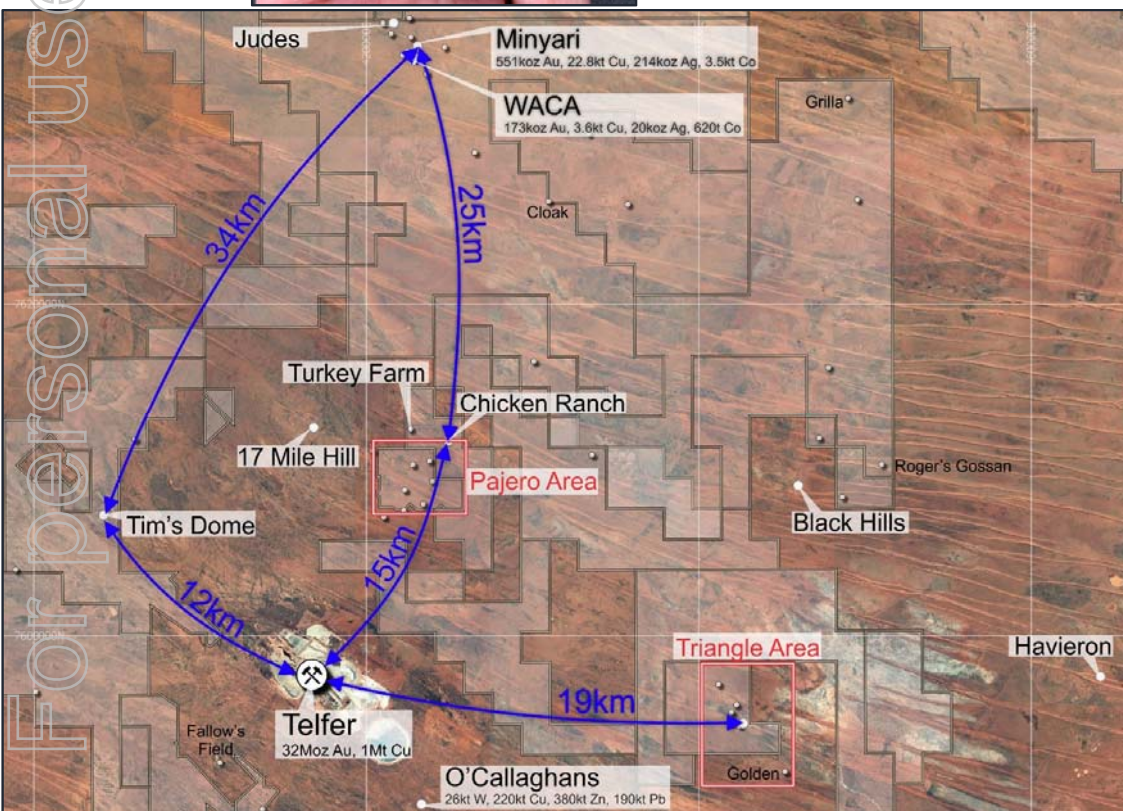 For personal use
Judes
Minyari
551koz Au, 22.8kt Cu, 214koz Ag, 3.5kt Co
WACA
173koz Au, 3.6kt Cu, 20koz Ag, 620t Co
Grilla
Cloak
34km
25km
7620000N
Turkey Farm
Chicken Ranch
17 Mile Hill
Pajero Area
Roger's Gossan
Black Hills
Tim's Dome
15km
12km
7600000N
Triangle Area
Havieron
19km
Telfer
32Moz Au, 1Mt Cu
Fallow's
Field
Golden
O'Callaghans
26kt W, 220kt Cu, 380kt Zn, 190kt Pb